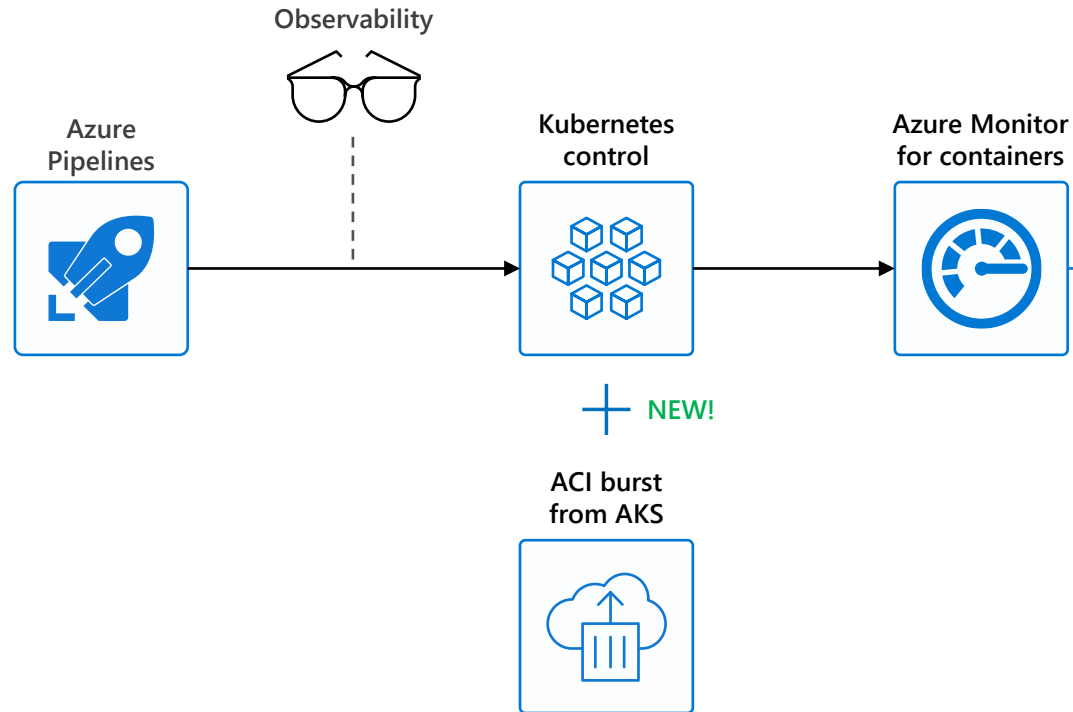 Observability
Azure
Pipelines
Kubernetes
control
Azure Monitor
for containers
NEW!
ACI burst
from AKS